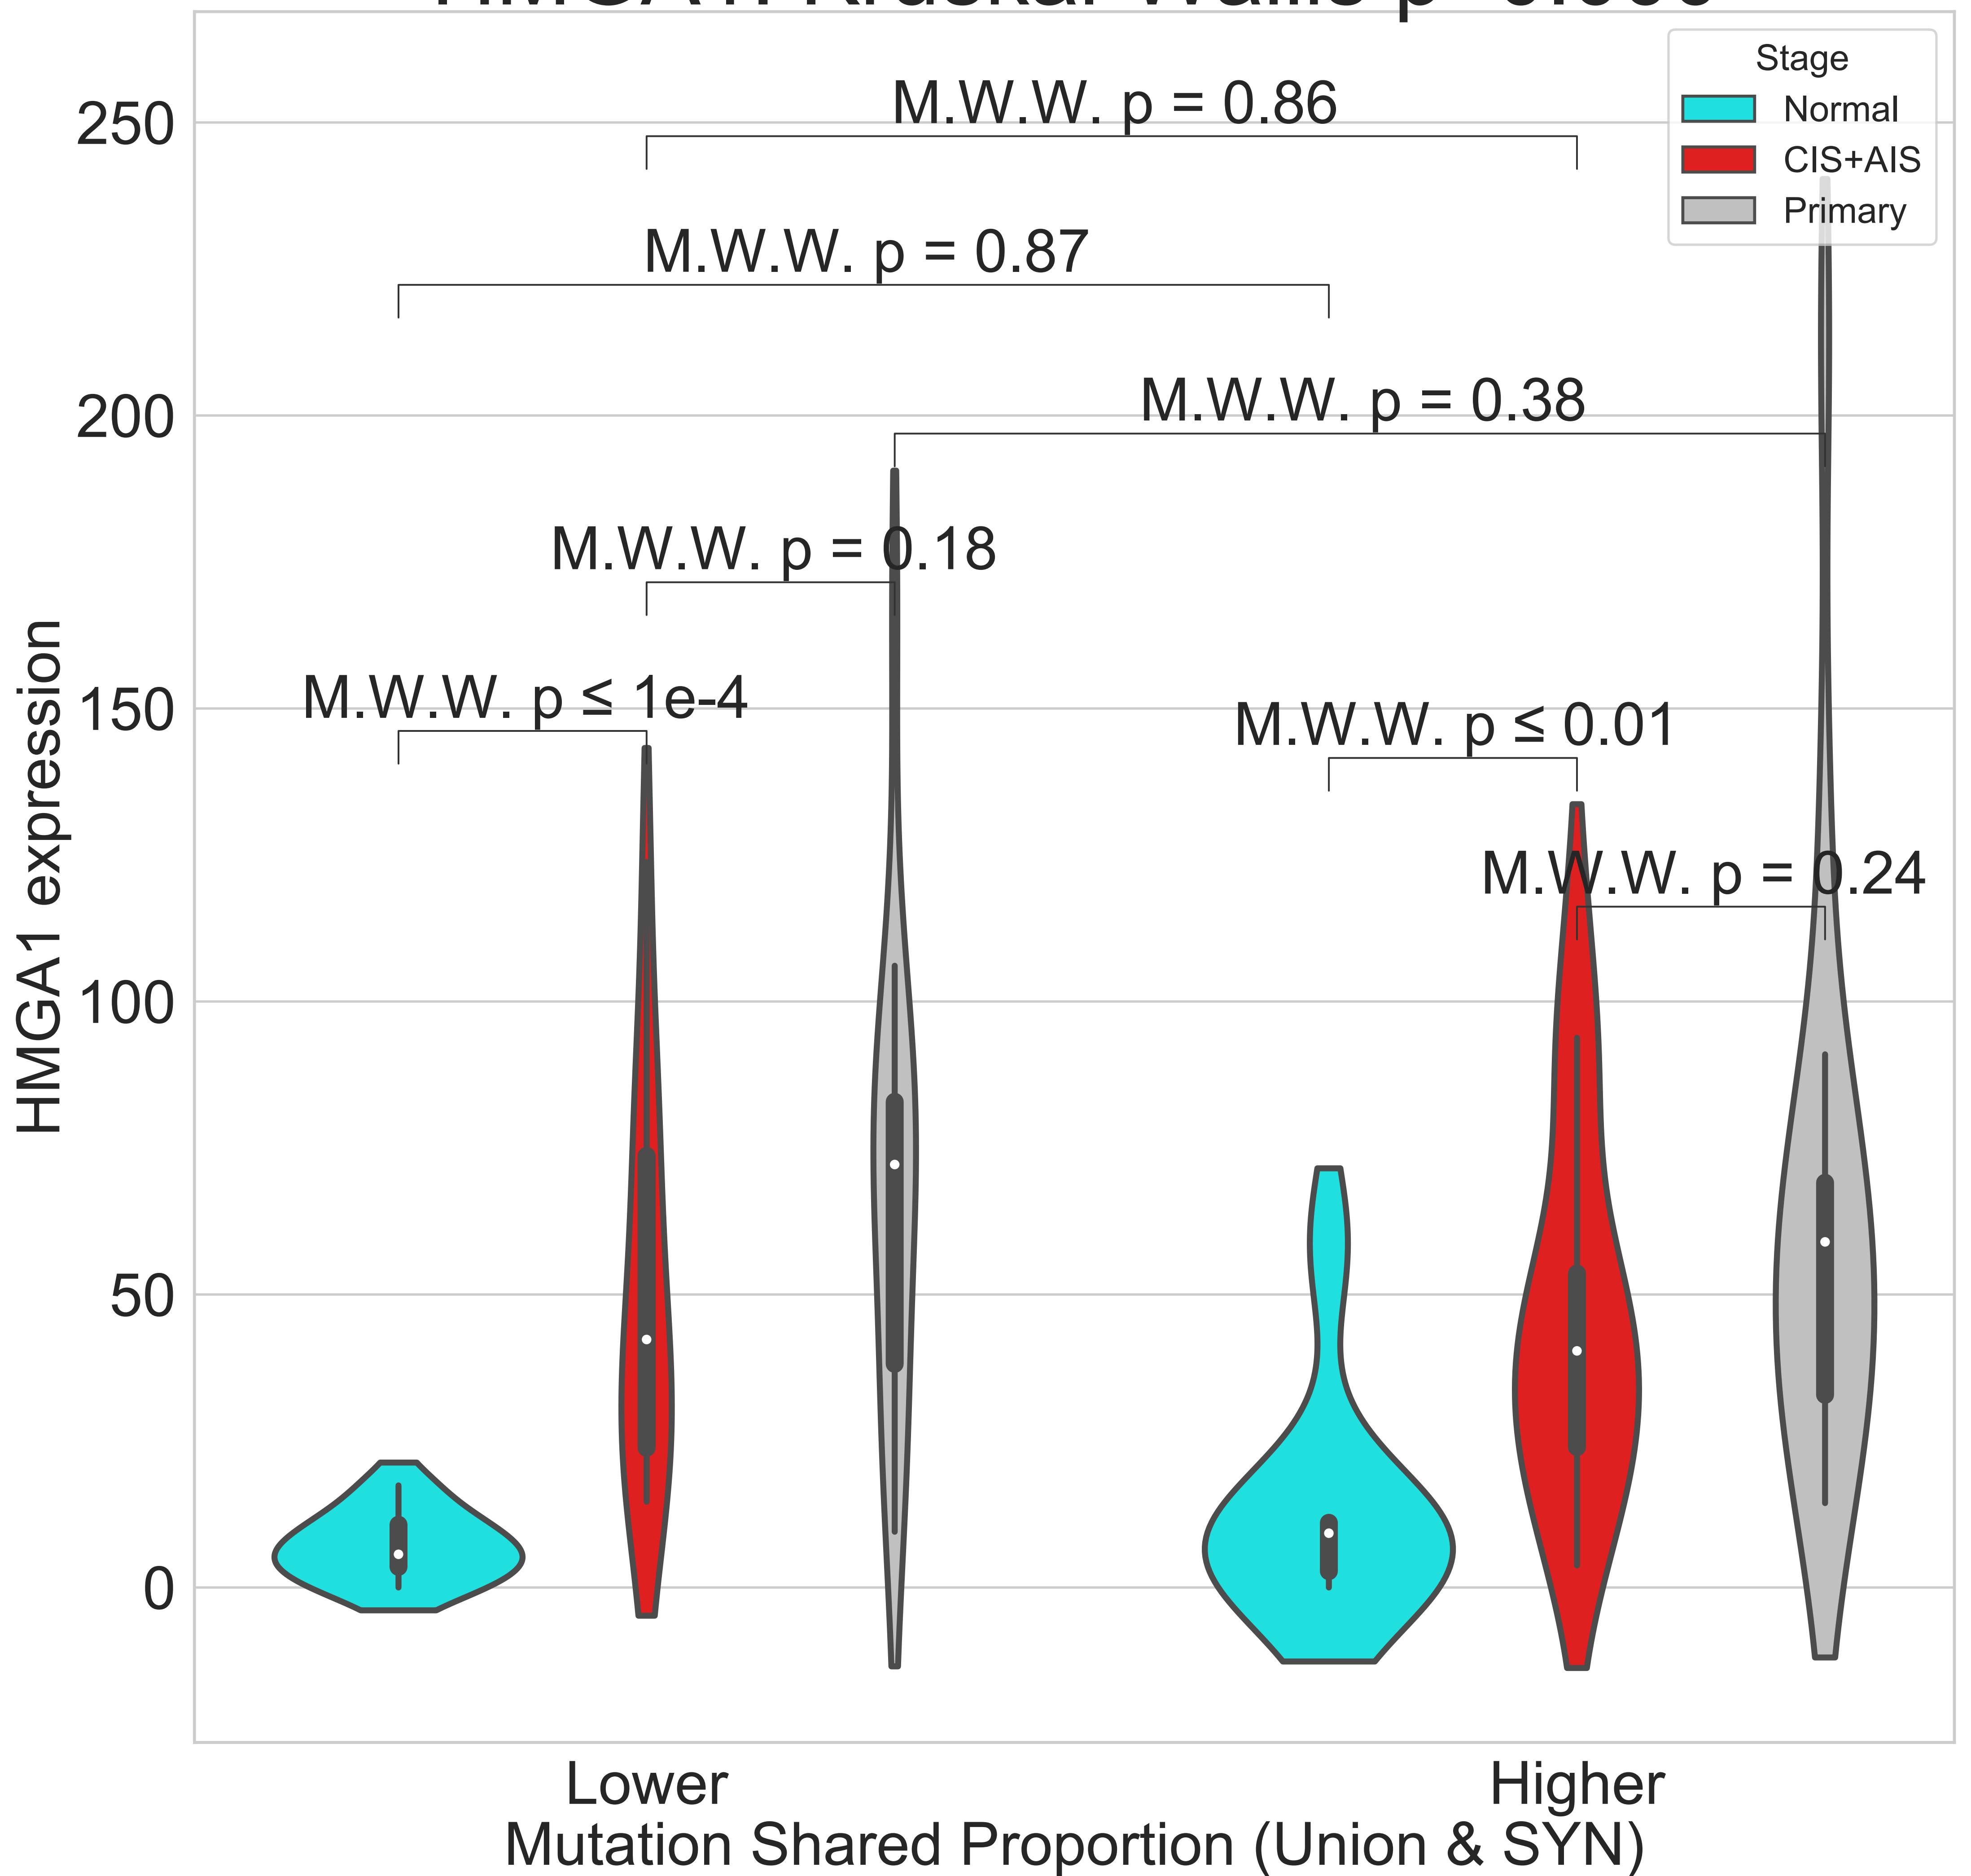 Stage
Normal
CIS+AIS
Primary
M.W.W. p = 0.86
M.W.W. p = 0.87
M.W.W. p = 0.38
M.W.W. p = 0.18
M.W.W. p ≤ 1e-4
M.W.W. p ≤ 0.01
M.W.W. p = 0.24
HMGA1 expression
250
200
150
100
50
0
Lower
Higher
Mutation Shared Proportion (Union & SYN)